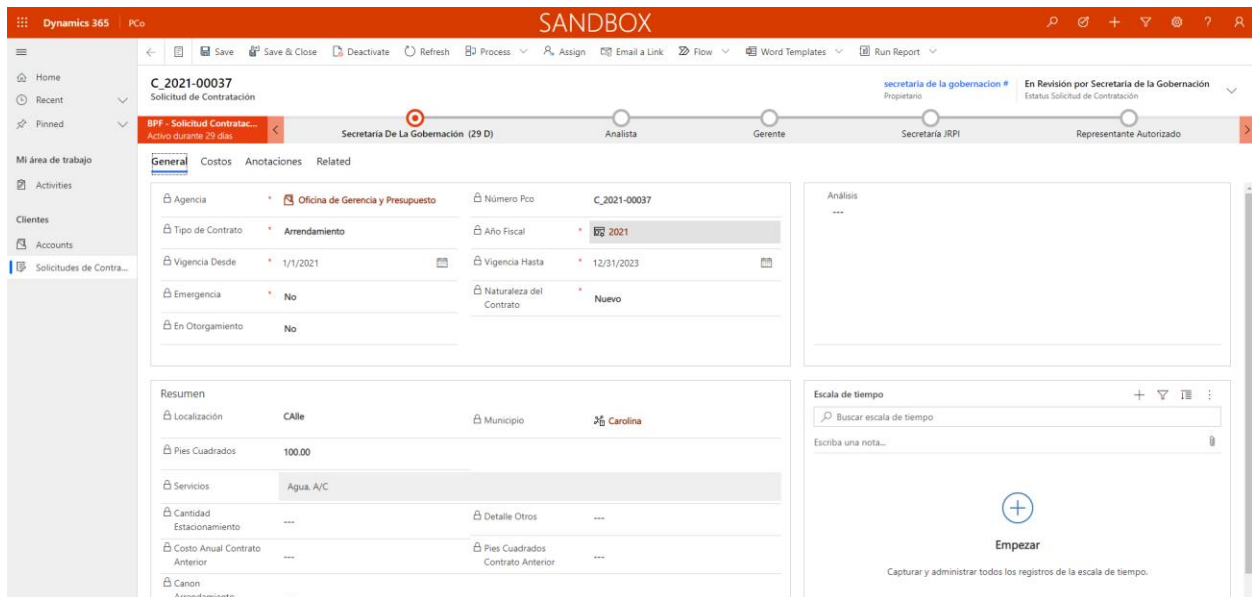 Dynamics 365 PCo SANDBOX
Save Save & Close Deactivate Refresh Process Assign Email a Link Flow Word Templates Run Report
Home
Recent
Pinned
Mi área de trabajo
Activities
Clientes
Accounts
Solicitudes de Contra...
C_2021-00037
Solicitud de Contratación
secretaria de la gobernacion #
Propietario
En Revisión por Secretaria de la Gobernación
Estatus Solicitud de Contratación
BPF - Solicitud Contratac...
Activo durante 29 días
Secretaría De La Gobernación (29 D)
Analista
Gerente
Secretaría JRPI
Representante Autorizado
General Costos Anotaciones Related
Agencia * Oficina de Gerencia y Presupuesto
Número Pco C_2021-00037
Tipo de Contrato * Arrendamiento
Año Fiscal * 2021
Vigencia Desde * 1/1/2021
Vigencia Hasta * 12/31/2023
Emergencia * No
Naturaleza del Contrato * Nuevo
En Otorgamiento No
Análisis
---
Resumen
Localización CAlle
Municipio Carolina
Pies Cuadrados 100.00
Servicios Agua, A/C
Cantidad Estacionamiento ---
Detalle Otros ---
Costo Anual Contrato Anterior ---
Pies Cuadrados Contrato Anterior ---
Canon
Arrendamiento
Escala de tiempo
Buscar escala de tiempo
Escriba una nota...
Empezar
Capturar y administrar todos los registros de la escala de tiempo.